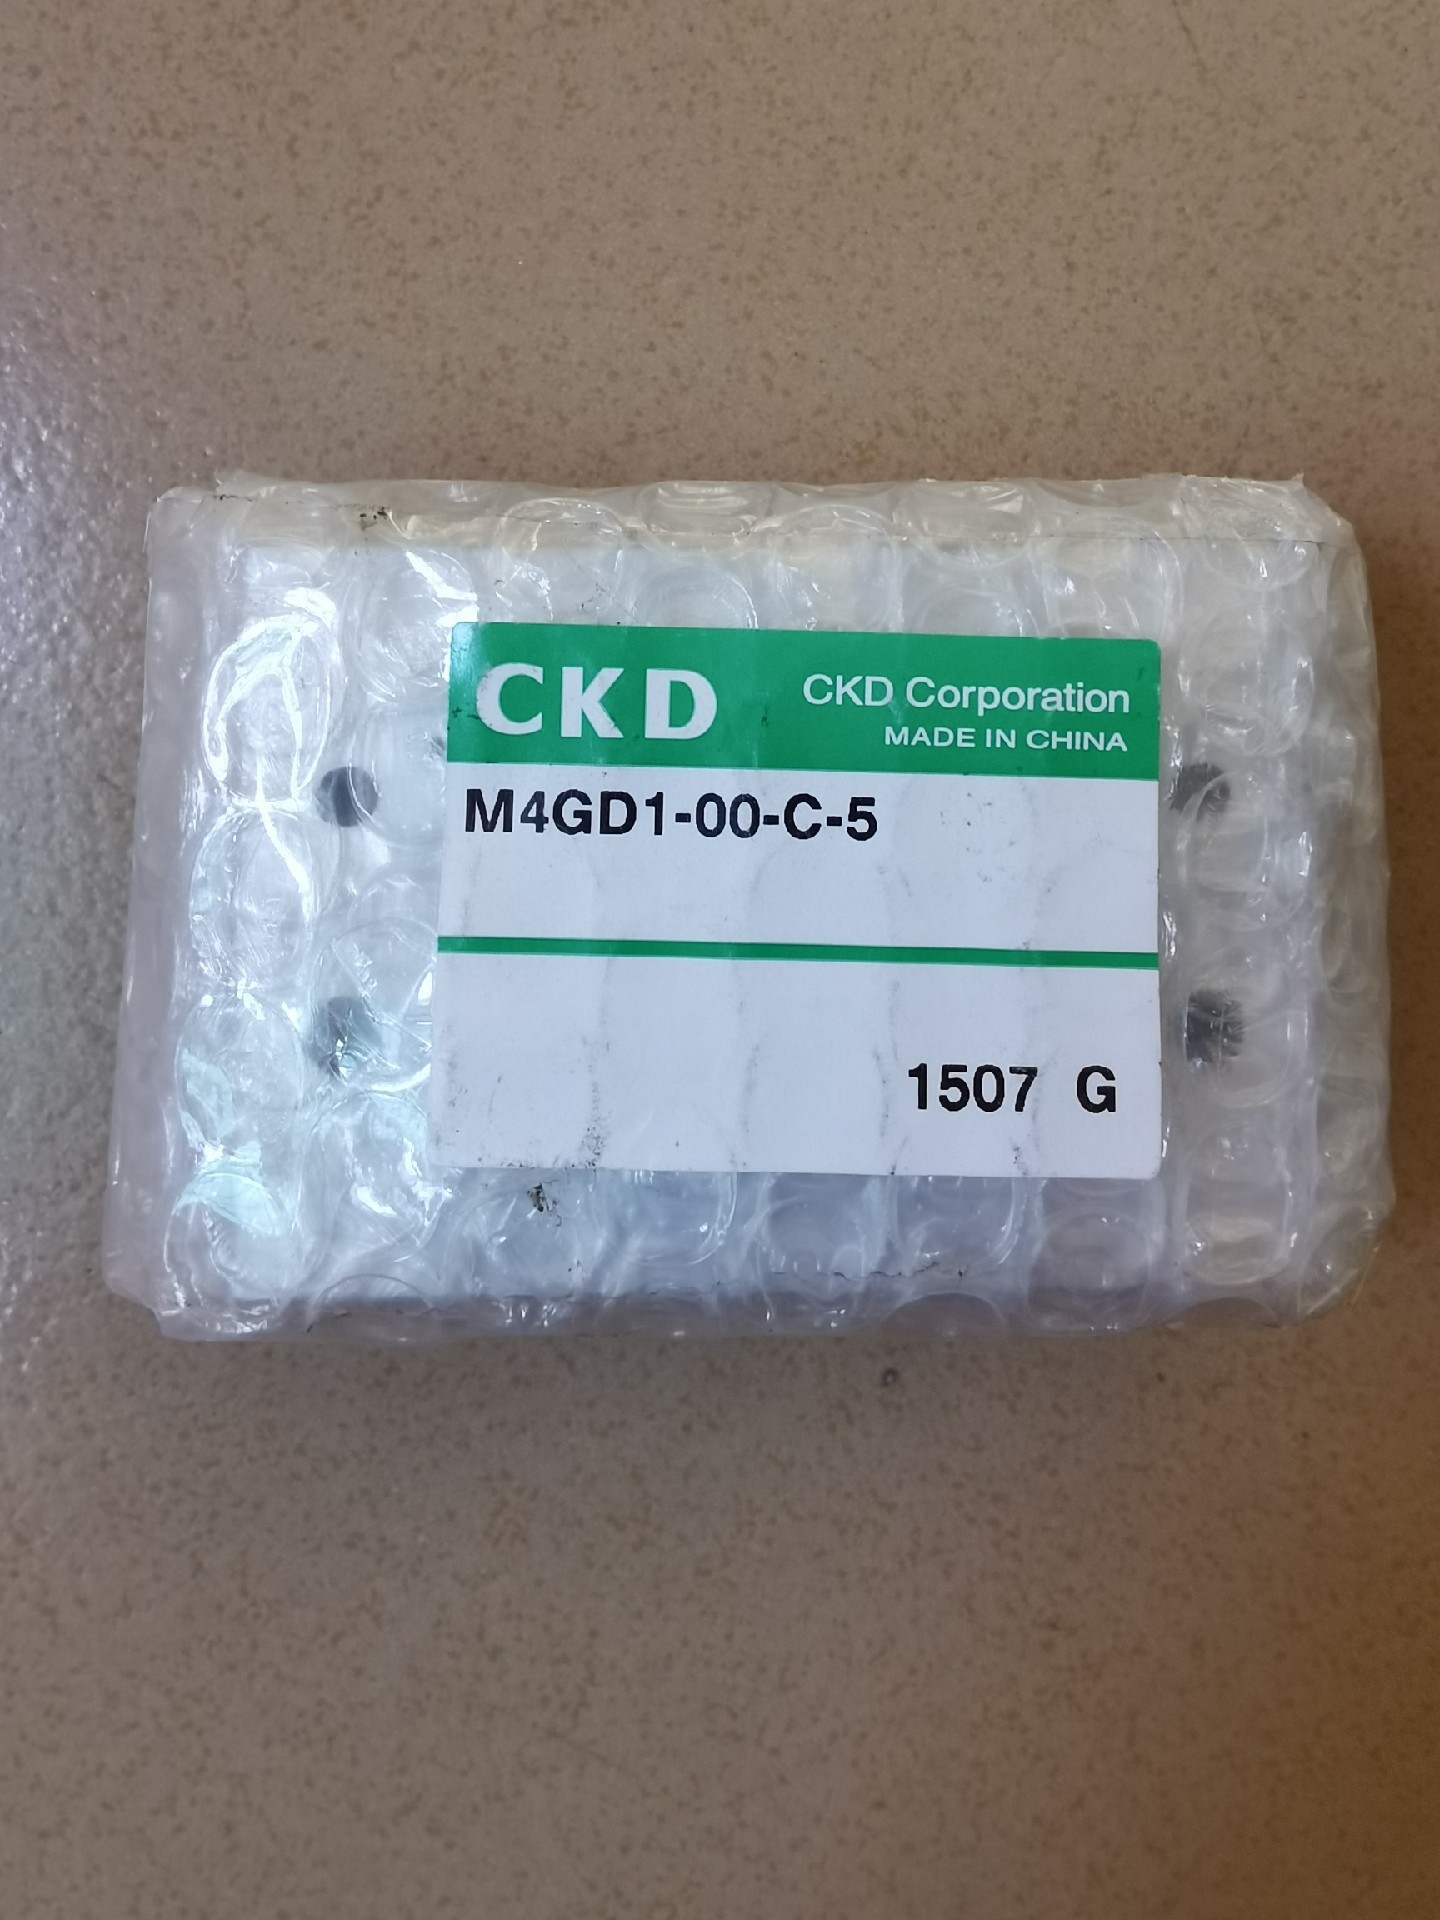 CKD
CKD Corporation
MADE IN CHINA
M4GD1-00-C-5
1507 G